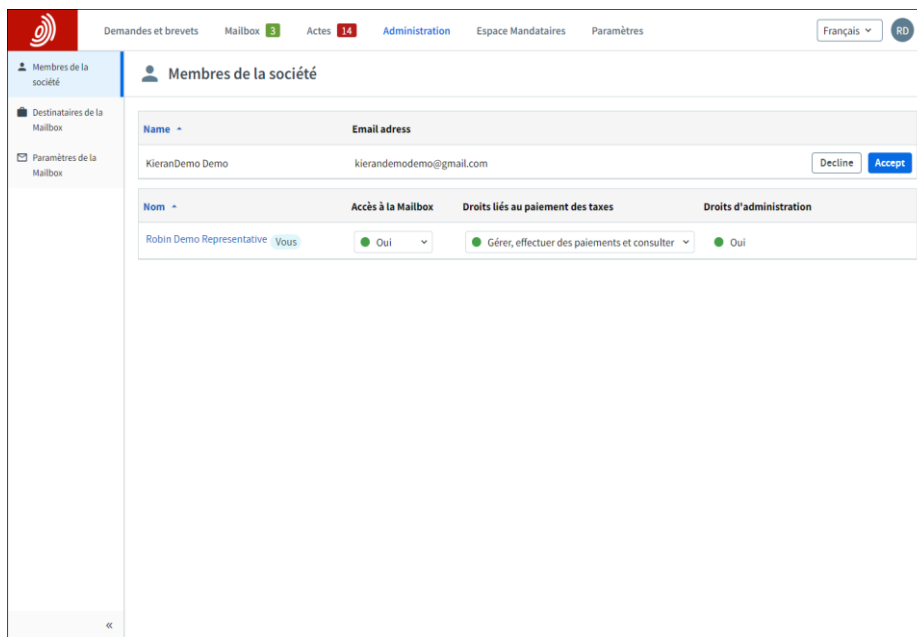 Demandes et brevets Mailbox 3 Actes 14 Administration Espace Mandataires Paramètres Français RD
Membres de la
société
Destinataires de la
Mailbox
Paramètres de la
Mailbox
Membres de la société
Name Email adress
KieranDemo Demo kierandemodemo@gmail.com Decline Accept
Nom Accès à la Mailbox Droits liés au paiement des taxes Droits d'administration
Robin Demo Representative Vous Oui Gérer, effectuer des paiements et consulter Oui
«